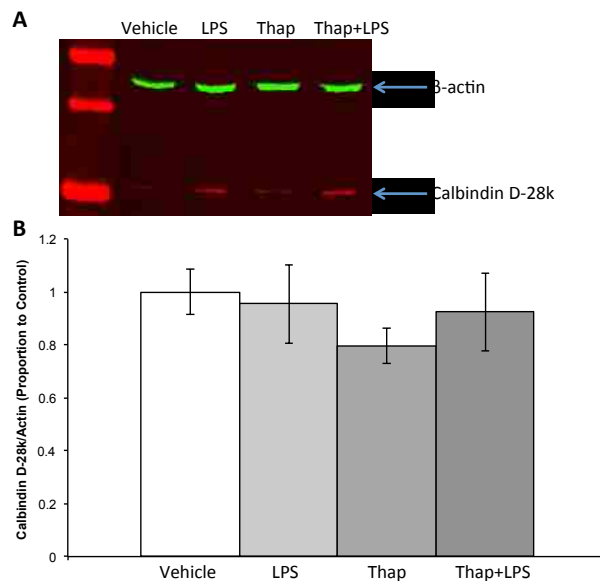 A
Vehicle LPS Thap Thap+LPS
β-actin
Calbindin D-28k
B
Calbindin D-28k/Actin (Proportion to Control)
1.2
1
0.8
0.6
0.4
0.2
0
Vehicle LPS Thap Thap+LPS